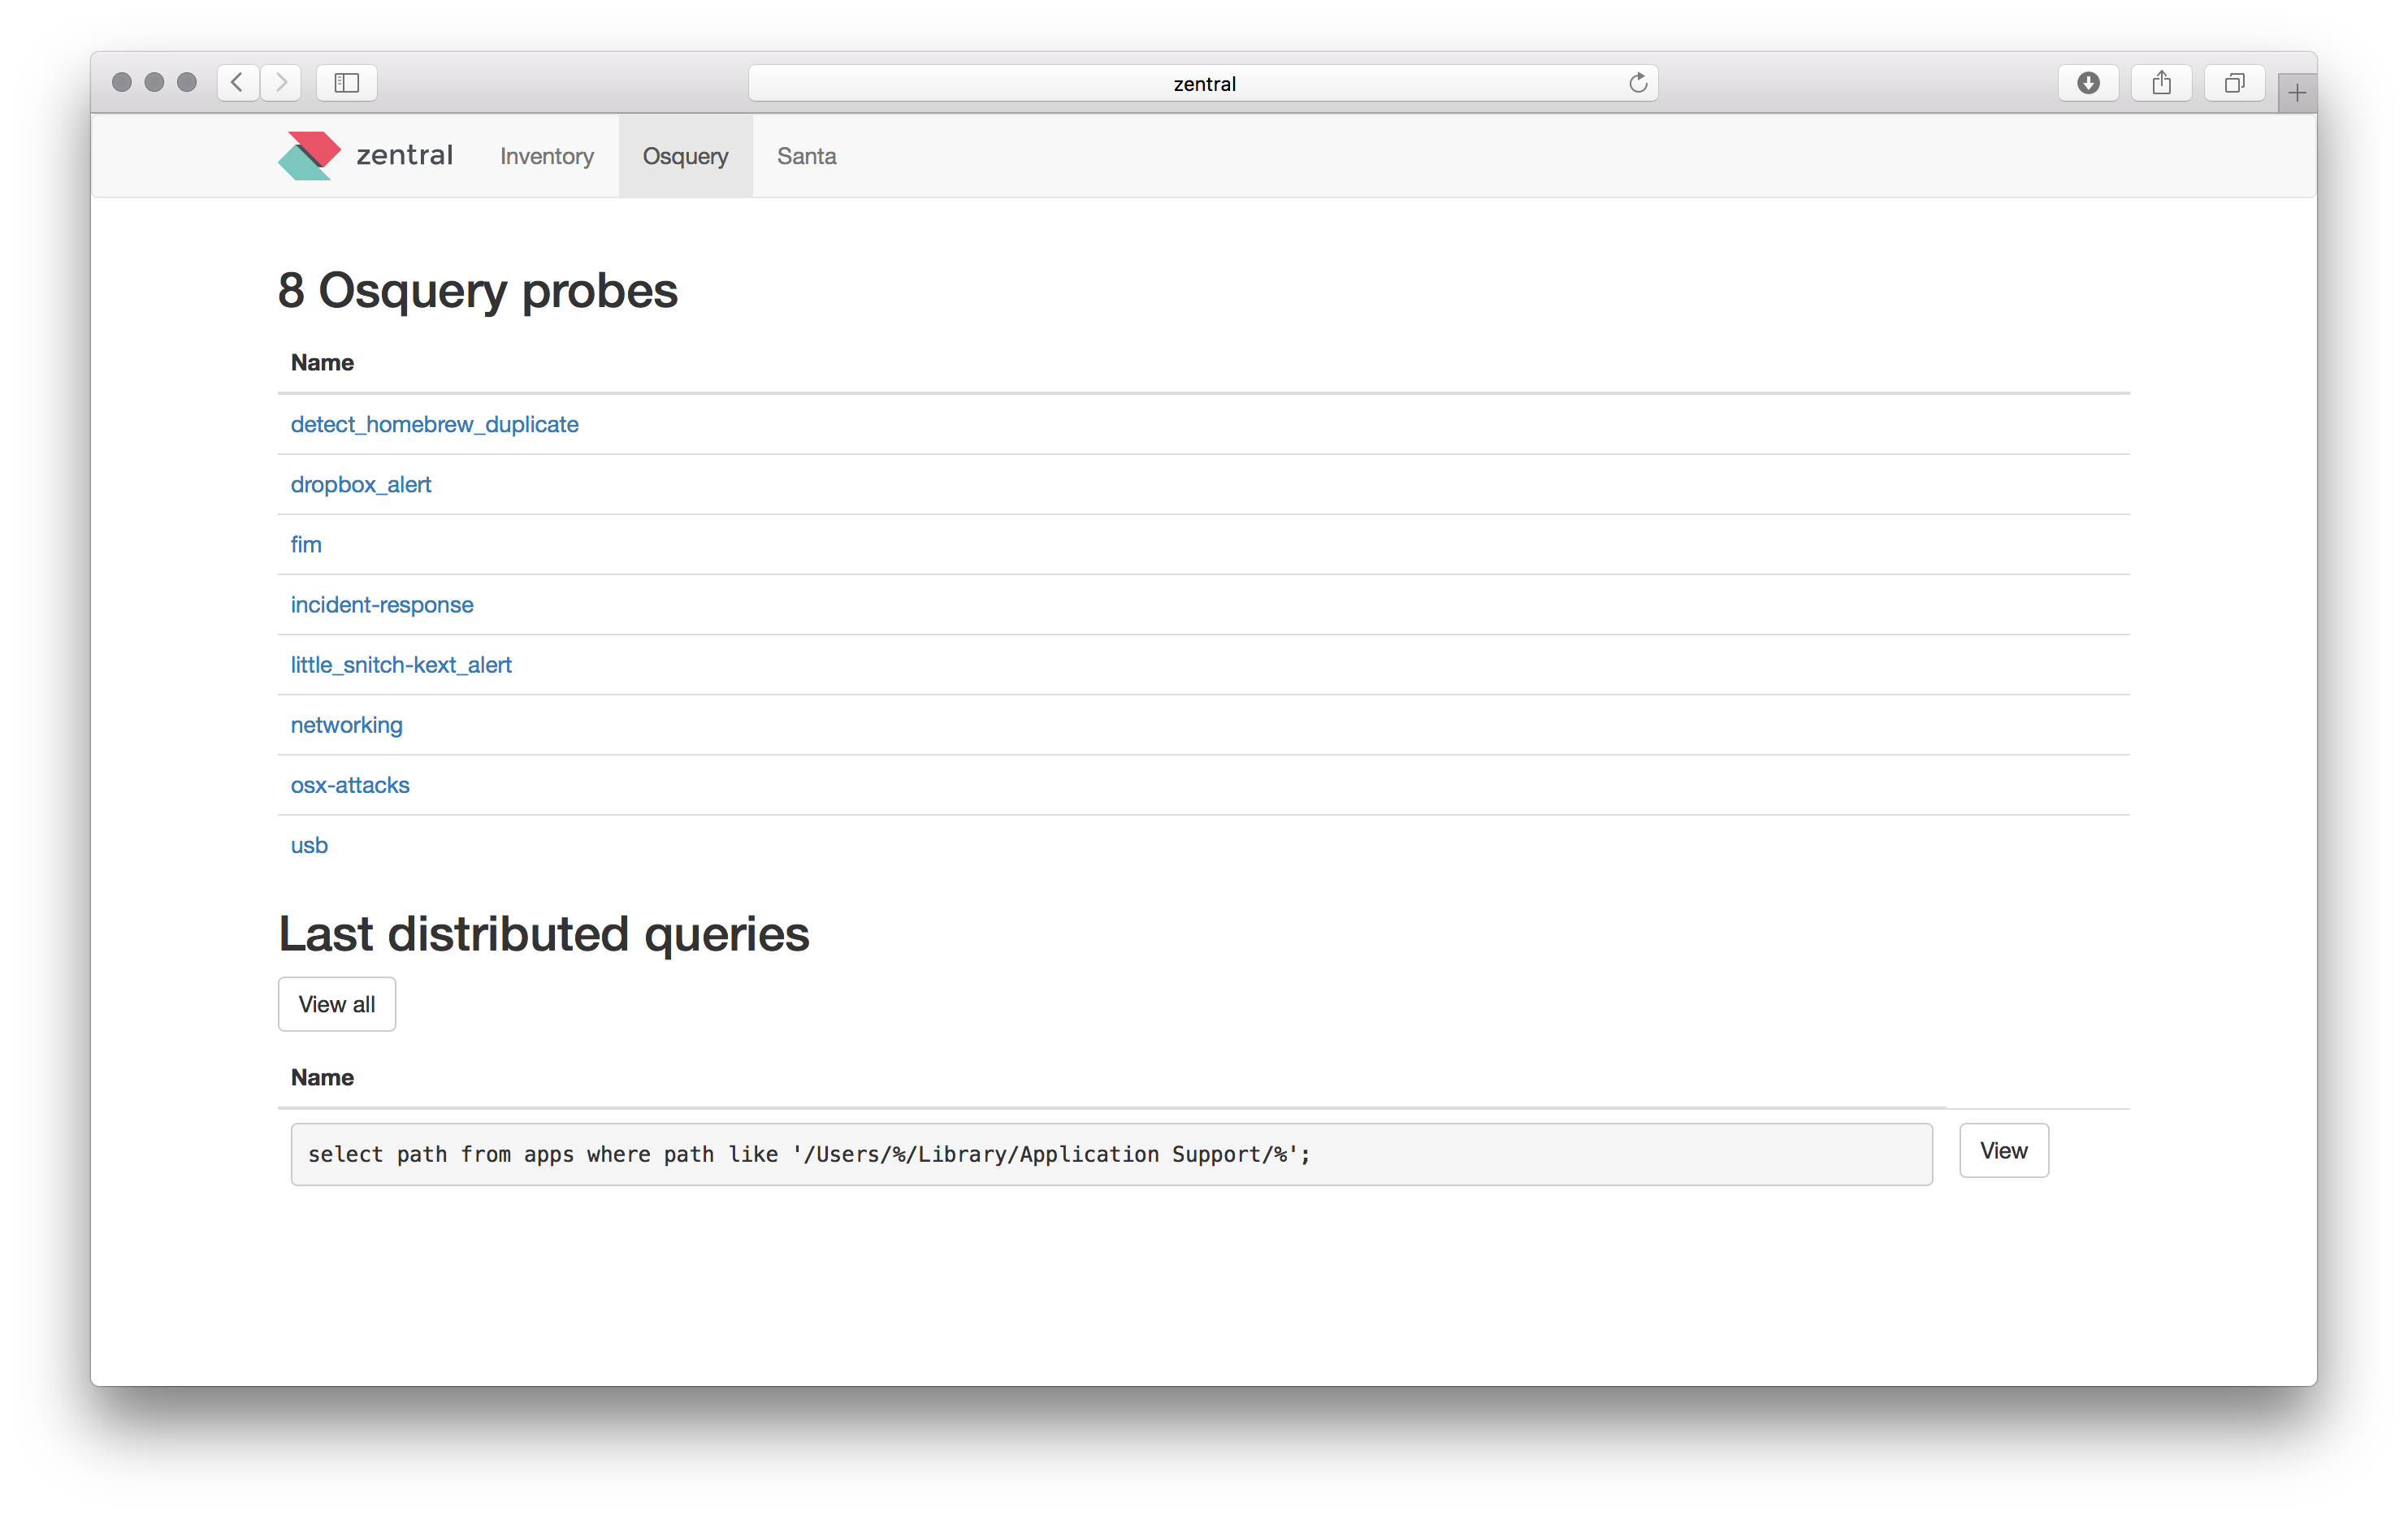 zentral
zentral Inventory Osquery Santa
8 Osquery probes
Name
detect_homebrew_duplicate
dropbox_alert
fim
incident-response
little_snitch-kext_alert
networking
osx-attacks
usb
Last distributed queries
View all
Name
select path from apps where path like '/Users/%/Library/Application Support/%'; View